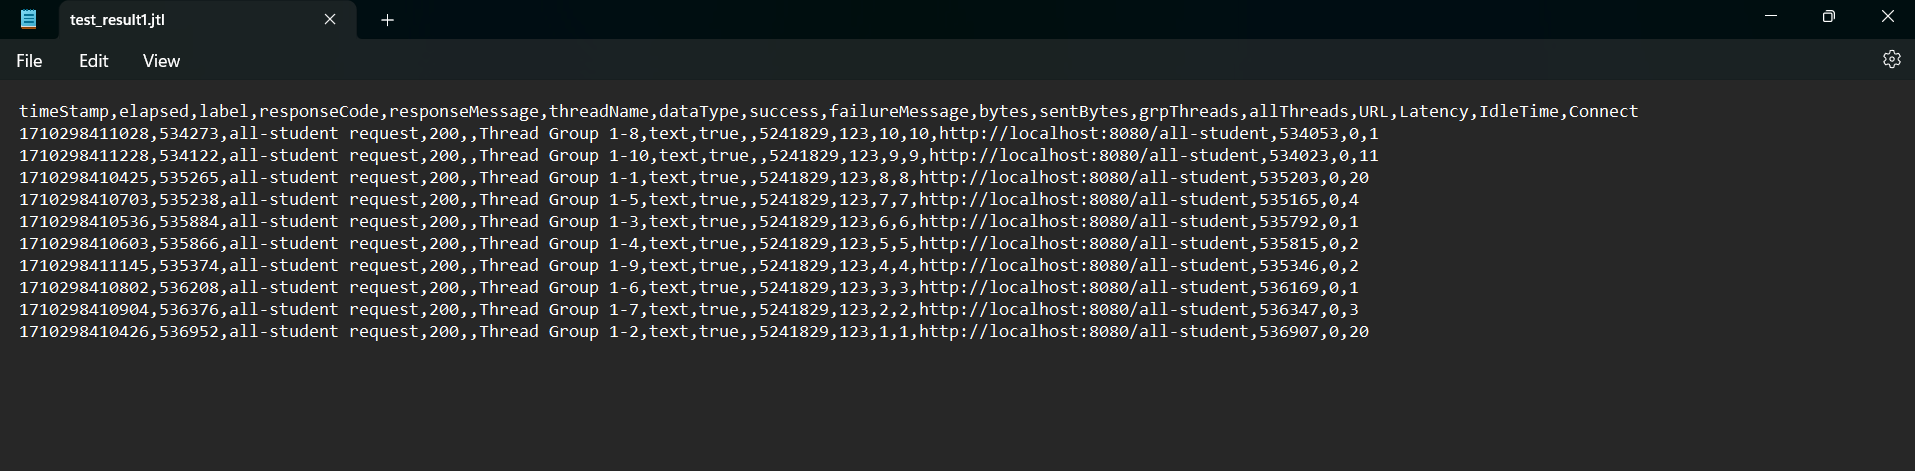 test_result1.jtl
File Edit View
timeStamp,elapsed,label,responseCode,responseMessage,threadName,dataType,success,failureMessage,bytes,sentBytes,grpThreads,allThreads,URL,Latency,IdleTime,Connect
1710298411028,534273,all-student request,200,,Thread Group 1-8,text,true,,5241829,123,10,10,http://localhost:8080/all-student,534053,0,1
1710298411228,534122,all-student request,200,,Thread Group 1-10,text,true,,5241829,123,9,9,http://localhost:8080/all-student,534023,0,11
1710298410425,535265,all-student request,200,,Thread Group 1-1,text,true,,5241829,123,8,8,http://localhost:8080/all-student,535203,0,20
1710298410703,535238,all-student request,200,,Thread Group 1-5,text,true,,5241829,123,7,7,http://localhost:8080/all-student,535165,0,4
1710298410536,535884,all-student request,200,,Thread Group 1-3,text,true,,5241829,123,6,6,http://localhost:8080/all-student,535792,0,1
1710298410603,535866,all-student request,200,,Thread Group 1-4,text,true,,5241829,123,5,5,http://localhost:8080/all-student,535815,0,2
1710298411145,535374,all-student request,200,,Thread Group 1-9,text,true,,5241829,123,4,4,http://localhost:8080/all-student,535346,0,2
1710298410802,536208,all-student request,200,,Thread Group 1-6,text,true,,5241829,123,3,3,http://localhost:8080/all-student,536169,0,1
1710298410904,536376,all-student request,200,,Thread Group 1-7,text,true,,5241829,123,2,2,http://localhost:8080/all-student,536347,0,3
1710298410426,536952,all-student request,200,,Thread Group 1-2,text,true,,5241829,123,1,1,http://localhost:8080/all-student,536907,0,20